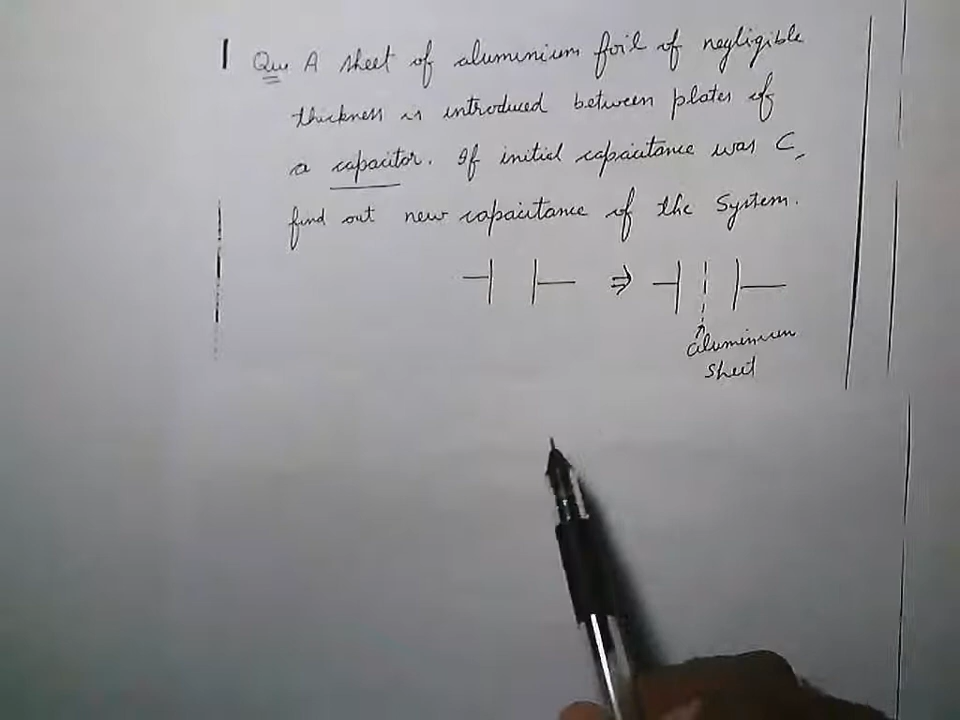 Que A sheet of aluminium foil of negligible
thickness is introduced between plates of
a capacitor. If initial capacitance was C,
find out new capacitance of the System.
aluminium
sheet